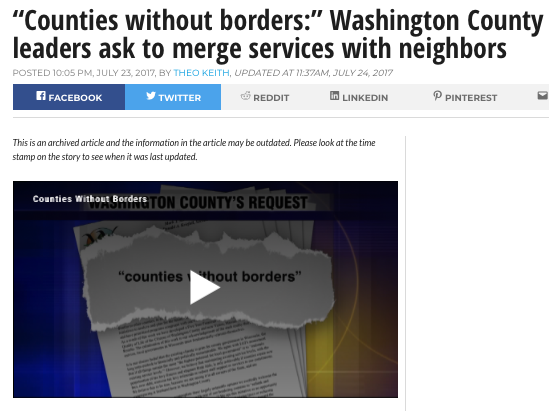 “Counties without borders:” Washington County
leaders ask to merge services with neighbors
POSTED 10:05 PM, JULY 23, 2017, BY THEO KEITH, UPDATED AT 11:37AM, JULY 24, 2017
FACEBOOK TWITTER REDDIT LINKEDIN PINTEREST
This is an archived article and the information in the article may be outdated. Please look at the time
stamp on the story to see when it was last updated.
Counties Without Borders
WASHINGTON COUNTY'S REQUEST
“counties without borders”